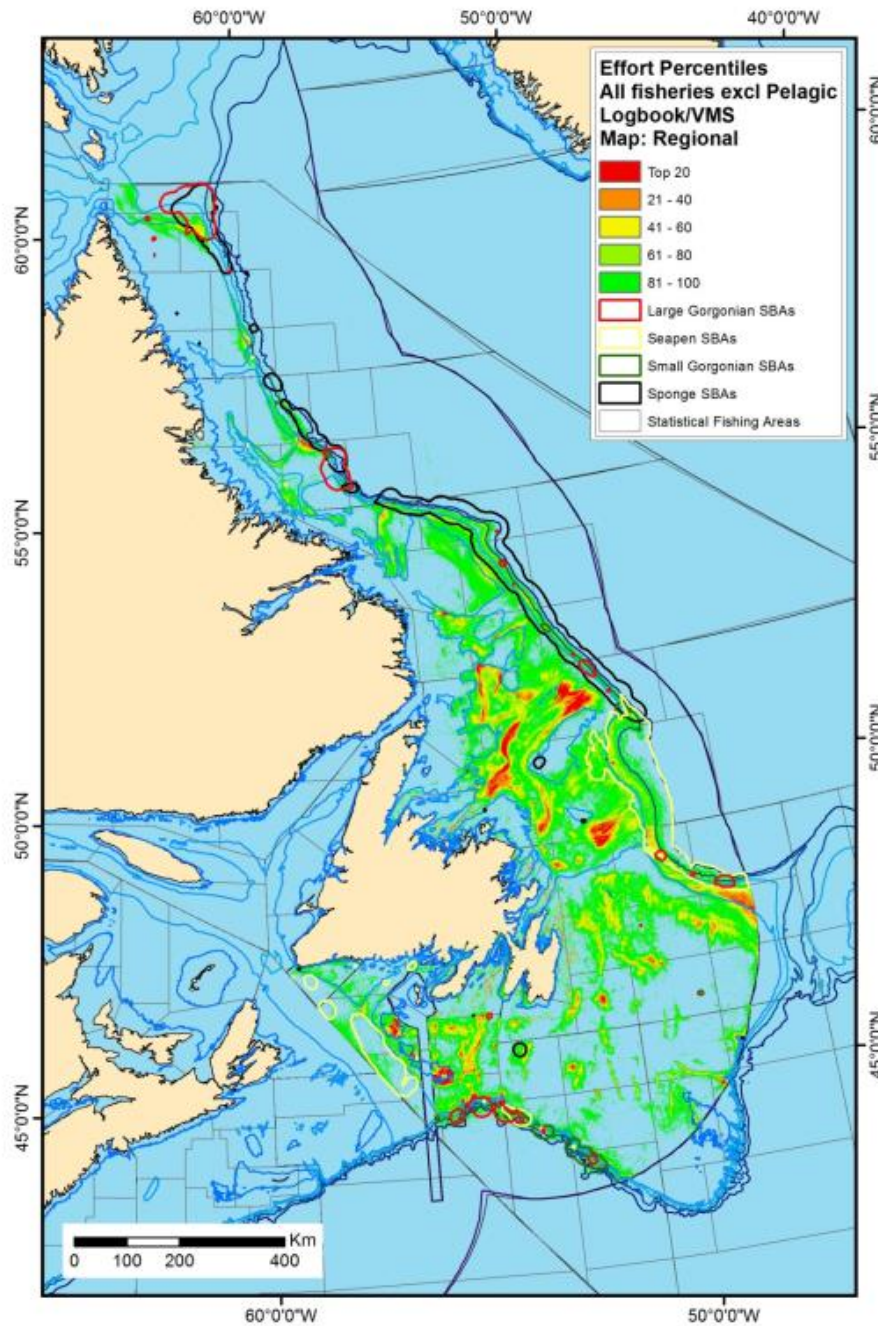 60°0'0"W
50°0'0"W
40°0'0"W
Effort Percentiles
All fisheries excl Pelagic
Logbook/VMS
Map: Regional
Top 20
21 - 40
41 - 60
61 - 80
81 - 100
Large Gorgonian SBAs
Seapen SBAs
Small Gorgonian SBAs
Sponge SBAs
Statistical Fishing Areas
60°0'0"N
60°0'0"N
55°0'0"N
55°0'0"N
50°0'0"N
50°0'0"N
45°0'0"N
45°0'0"N
Km
0 100 200 400
60°0'0"W
50°0'0"W